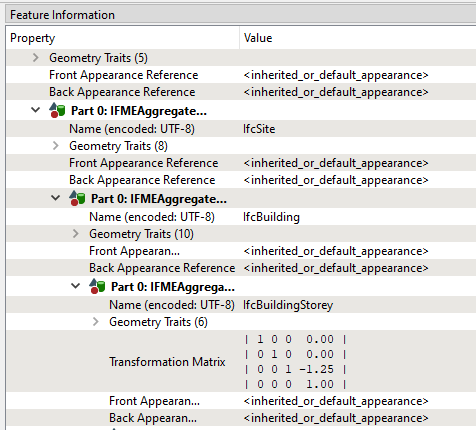 Feature Information
Property Value
Geometry Traits (5)
Front Appearance Reference <inherited_or_default_appearance>
Back Appearance Reference <inherited_or_default_appearance>
Part 0: IFMEAggregate...
Name (encoded: UTF-8) IfcSite
Geometry Traits (8)
Front Appearance Reference <inherited_or_default_appearance>
Back Appearance Reference <inherited_or_default_appearance>
Part 0: IFMEAggregate...
Name (encoded: UTF-8) IfcBuilding
Geometry Traits (10)
Front Appearan... <inherited_or_default_appearance>
Back Appearance Reference <inherited_or_default_appearance>
Part 0: IFMEAggrega...
Name (encoded: UTF-8) IfcBuildingStorey
Geometry Traits (6)
Transformation Matrix
| 1 0 0 0.00 |
| 0 1 0 0.00 |
| 0 0 1 -1.25 |
| 0 0 0 1.00 |
Front Appearan... <inherited_or_default_appearance>
Back Appearan... <inherited_or_default_appearance>